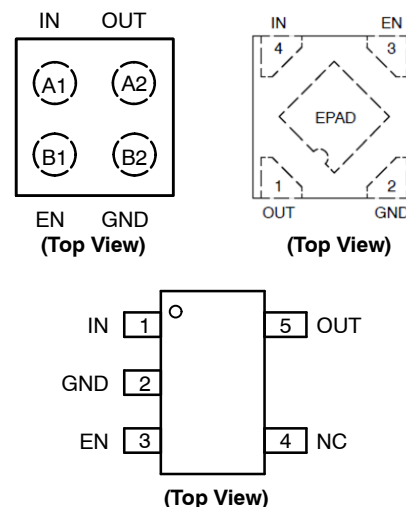 IN OUT
A1 A2
B1 B2
EN GND
(Top View)
IN EN
4 3
EPAD
1 2
OUT GND
(Top View)
IN 1 5 OUT
GND 2
EN 3 4 NC
(Top View)